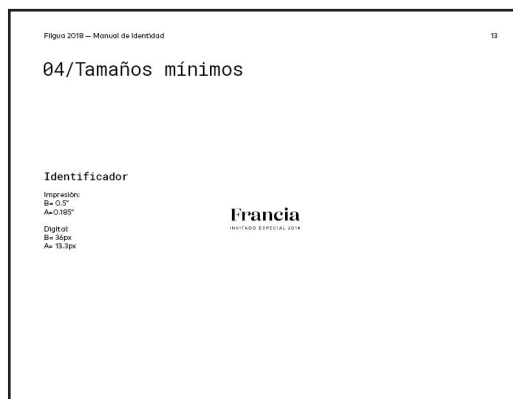 Filgua 2018 — Manual de Identidad
13
04/Tamaños mínimos
Identificador
Impresión:
B= 0.5"
A=0.185"
Digital:
B= 36px
A= 13.3px
Francia
INVITADO ESPECIAL 2018